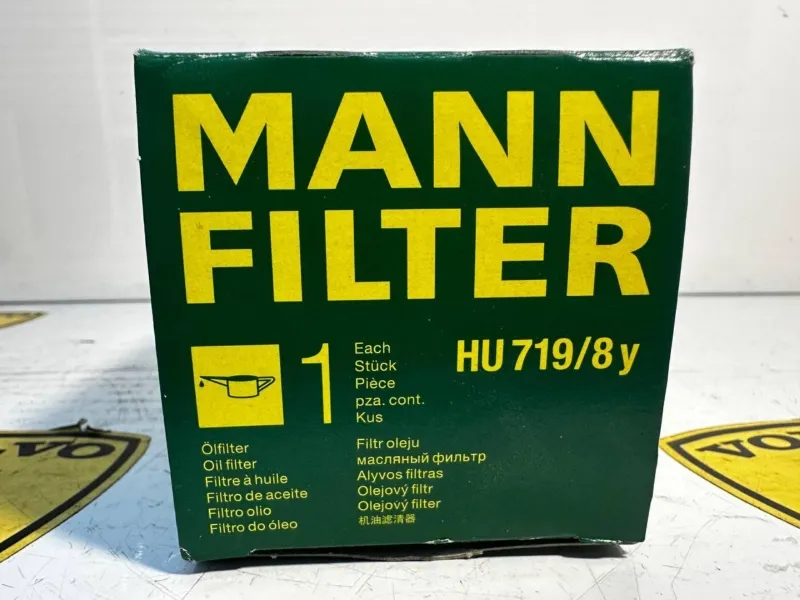 MANN
FILTER
1
Each
Stück
Pièce
pza. cont.
Kus
HU 719/8 y
Ölfilter
Oil filter
Filtre à huile
Filtro de aceite
Filtro olio
Filtro do óleo
Filtr oleju
масляный фильтр
Alyvos filtras
Olejový filtr
Olejový filter
机油滤清器